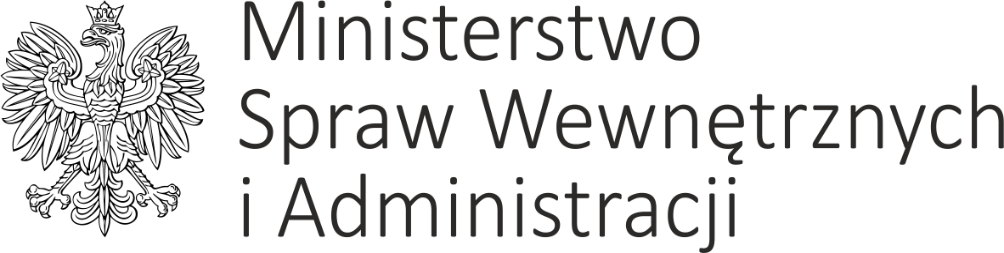 Ministerstwo
Spraw Wewnętrznych
i Administracji